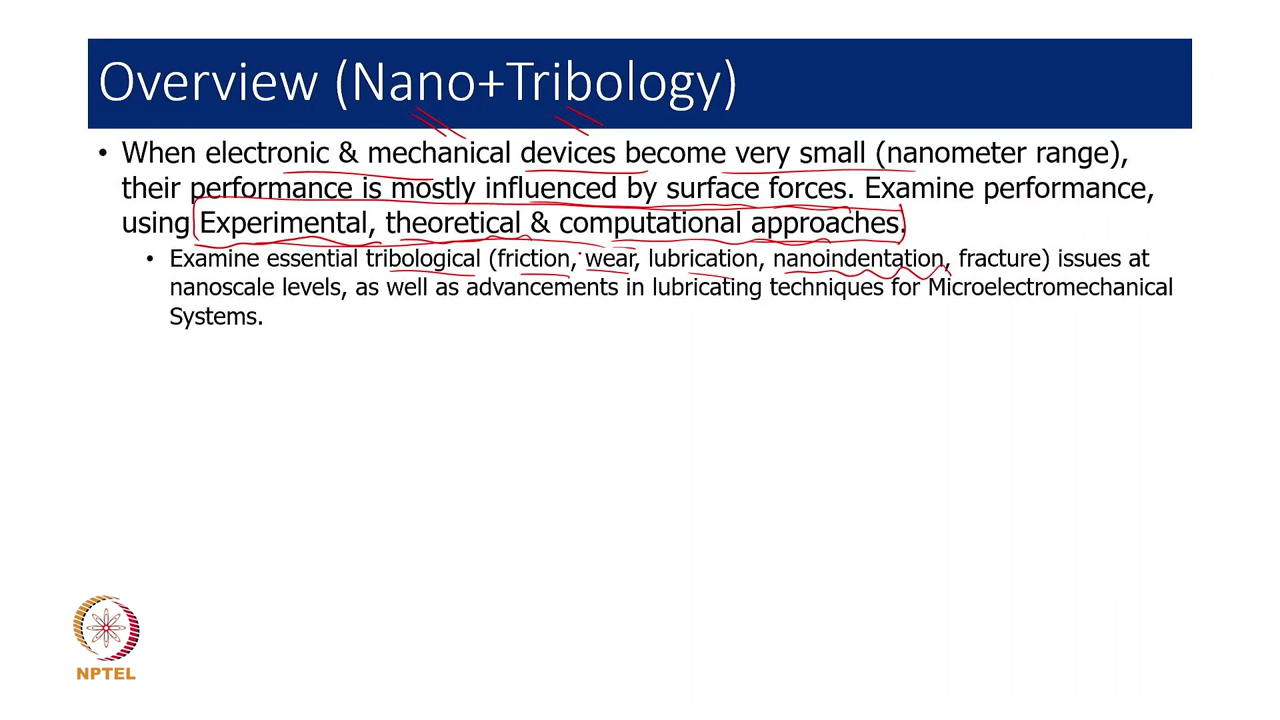 Overview (Nano+Tribology)
• When electronic & mechanical devices become very small (nanometer range),
their performance is mostly influenced by surface forces. Examine performance,
using Experimental, theoretical & computational approaches.
• Examine essential tribological (friction, wear, lubrication, nanoindentation, fracture) issues at
nanoscale levels, as well as advancements in lubricating techniques for Microelectromechanical
Systems.
NPTEL